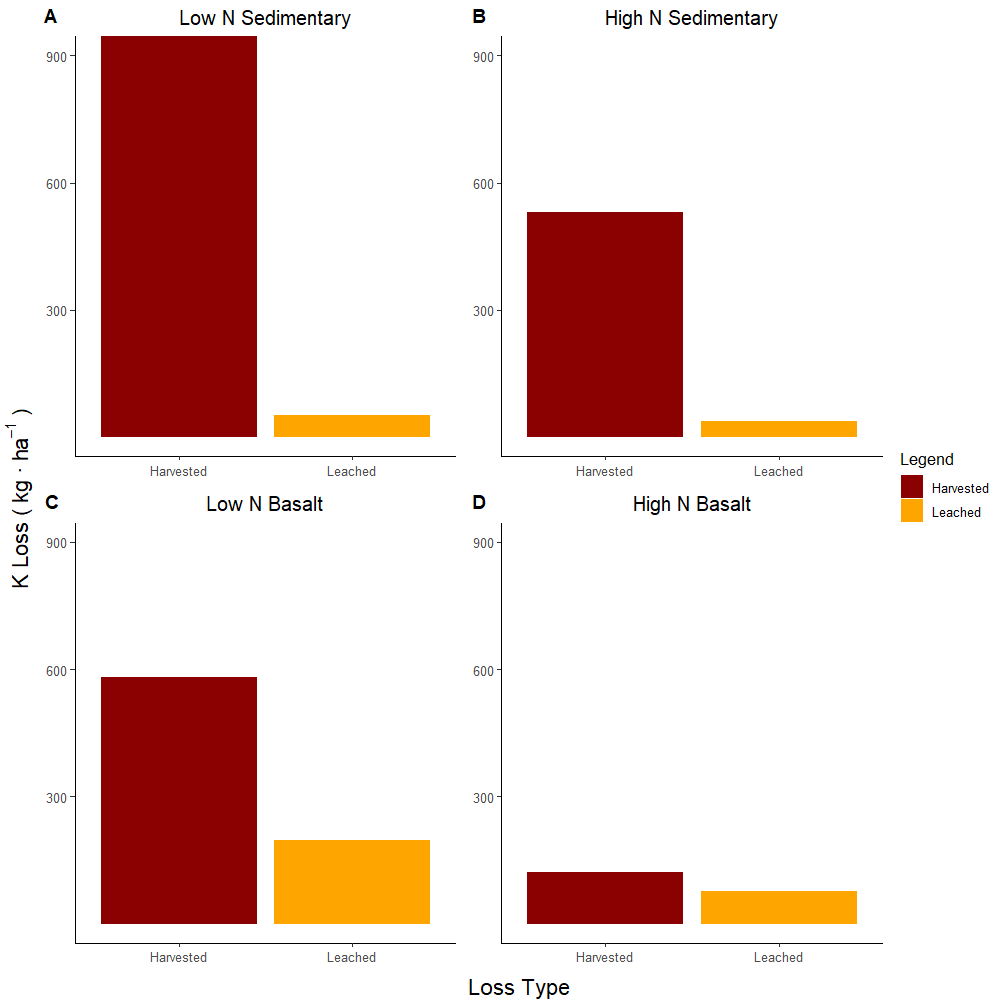 A Low N Sedimentary
900
600
300
Harvested Leached
B High N Sedimentary
900
600
300
Harvested Leached
K Loss ( kg · ha⁻¹ )
C Low N Basalt
900
600
300
Harvested Leached
D High N Basalt
900
600
300
Harvested Leached
Loss Type
Legend
Harvested
Leached